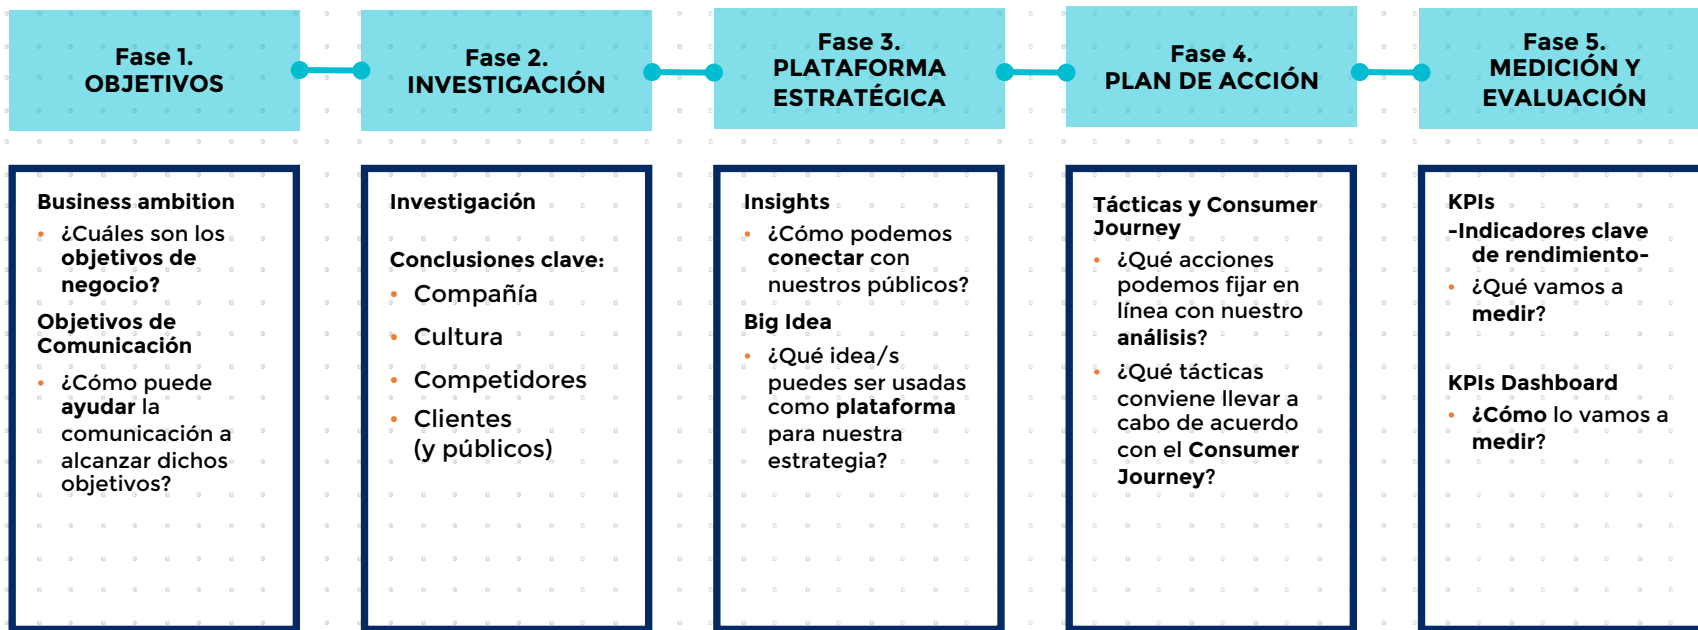 Fase 1.
OBJETIVOS
Fase 2.
INVESTIGACIÓN
Fase 3.
PLATAFORMA
ESTRATÉGICA
Fase 4.
PLAN DE ACCIÓN
Fase 5.
MEDICIÓN Y
EVALUACIÓN
Business ambition
• ¿Cuáles son los
objetivos de
negocio?
Objetivos de
Comunicación
• ¿Cómo puede
ayudar la
comunicación a
alcanzar dichos
objetivos?
Investigación
Conclusiones clave:
• Compañía
• Cultura
• Competidores
• Clientes
(y públicos)
Insights
• ¿Cómo podemos
conectar con
nuestros públicos?
Big Idea
• ¿Qué idea/s
puedes ser usadas
como plataforma
para nuestra
estrategia?
Tácticas y Consumer
Journey
• ¿Qué acciones
podemos fijar en
línea con nuestro
análisis?
• ¿Qué tácticas
conviene llevar a
cabo de acuerdo
con el Consumer
Journey?
KPIs
-Indicadores clave
de rendimiento-
• ¿Qué vamos a
medir?
KPIs Dashboard
• ¿Cómo lo vamos a
medir?